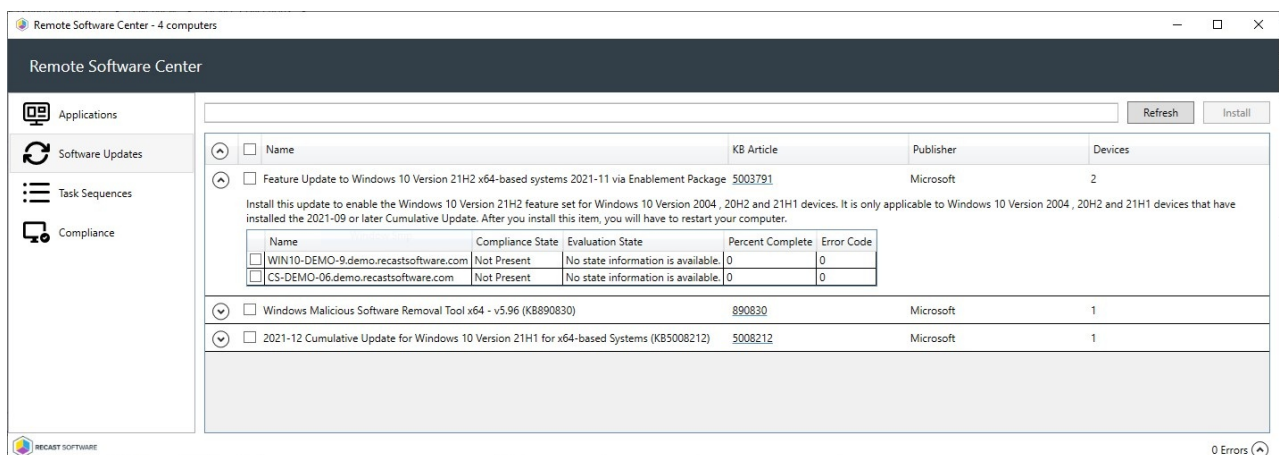 Remote Software Center - 4 computers
Remote Software Center
Applications
Software Updates
Task Sequences
Compliance
Refresh Install
Name KB Article Publisher Devices
Feature Update to Windows 10 Version 21H2 x64-based systems 2021-11 via Enablement Package 5003791 Microsoft 2
Install this update to enable the Windows 10 Version 21H2 feature set for Windows 10 Version 2004 , 20H2 and 21H1 devices. It is only applicable to Windows 10 Version 2004 , 20H2 and 21H1 devices that have
installed the 2021-09 or later Cumulative Update. After you install this item, you will have to restart your computer.
Name Compliance State Evaluation State Percent Complete Error Code
WIN10-DEMO-9.demo.recastsoftware.com Not Present No state information is available. 0 0
CS-DEMO-06.demo.recastsoftware.com Not Present No state information is available. 0 0
Windows Malicious Software Removal Tool x64 - v5.96 (KB890830) 890830 Microsoft 1
2021-12 Cumulative Update for Windows 10 Version 21H1 for x64-based Systems (KB5008212) 5008212 Microsoft 1
RECAST SOFTWARE
0 Errors